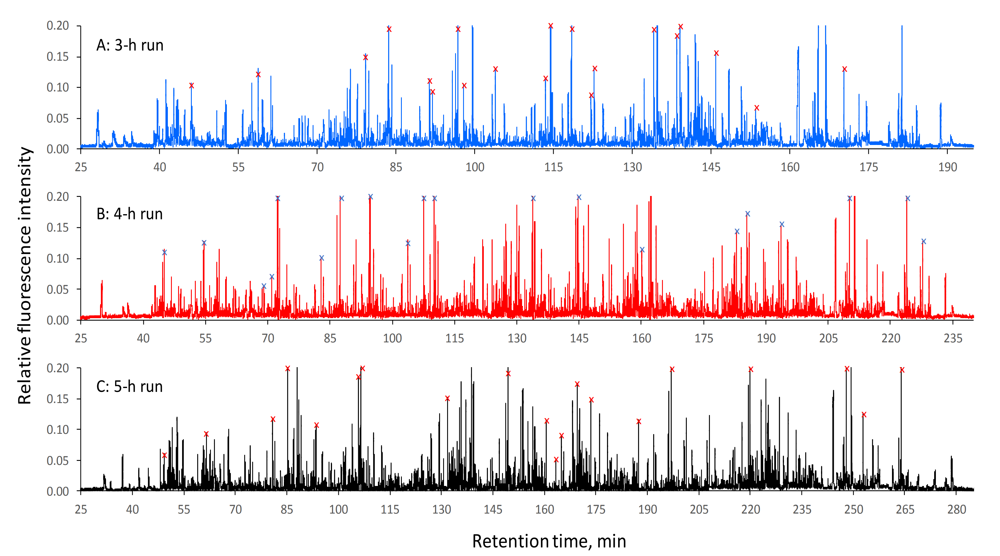 Relative fluorescence intensity
0.20
0.15
0.10
0.05
0.00
A: 3-h run
x x x x x x x x x x x x x x x x x x x x x x
25 40 55 70 85 100 115 130 145 160 175 190
0.20
0.15
0.10
0.05
0.00
B: 4-h run
x x x x x x x x x x x x x x x x x x x x
25 40 55 70 85 100 115 130 145 160 175 190 205 220 235
0.20
0.15
0.10
0.05
0.00
C: 5-h run
x x x x x x x x x x x x x x x x x x x x
25 40 55 70 85 100 115 130 145 160 175 190 205 220 235 250 265 280
Retention time, min